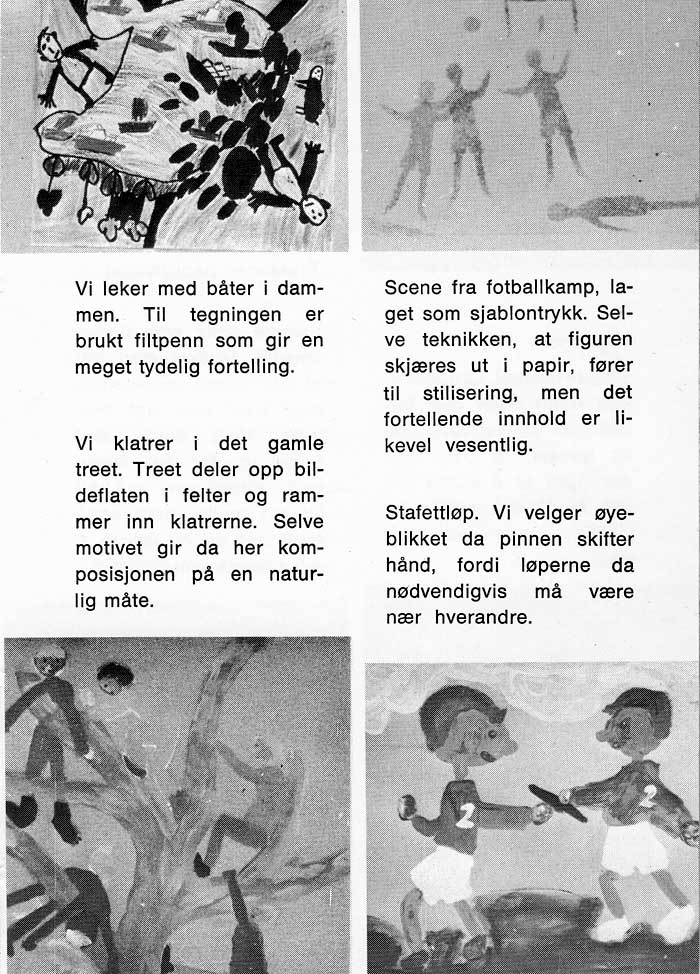 Vi leker med båter i dam-
men. Til tegningen er
brukt filtpenn som gir en
meget tydelig fortelling.
Vi klatrer i det gamle
treet. Treet deler opp bil-
deflaten i felter og ram-
mer inn klatrerne. Selve
motivet gir da her kom-
posisjonen på en natur-
lig måte.
Scene fra fotballkamp, la-
get som sjablontrykk. Sel-
ve teknikken, at figuren
skjæres ut i papir, fører
til stilisering, men det
fortellende innhold er li-
kevel vesentlig.
Stafettløp. Vi velger øye-
blikket da pinnen skifter
hånd, fordi løperne da
nødvendigvis må være
nær hverandre.
2
2